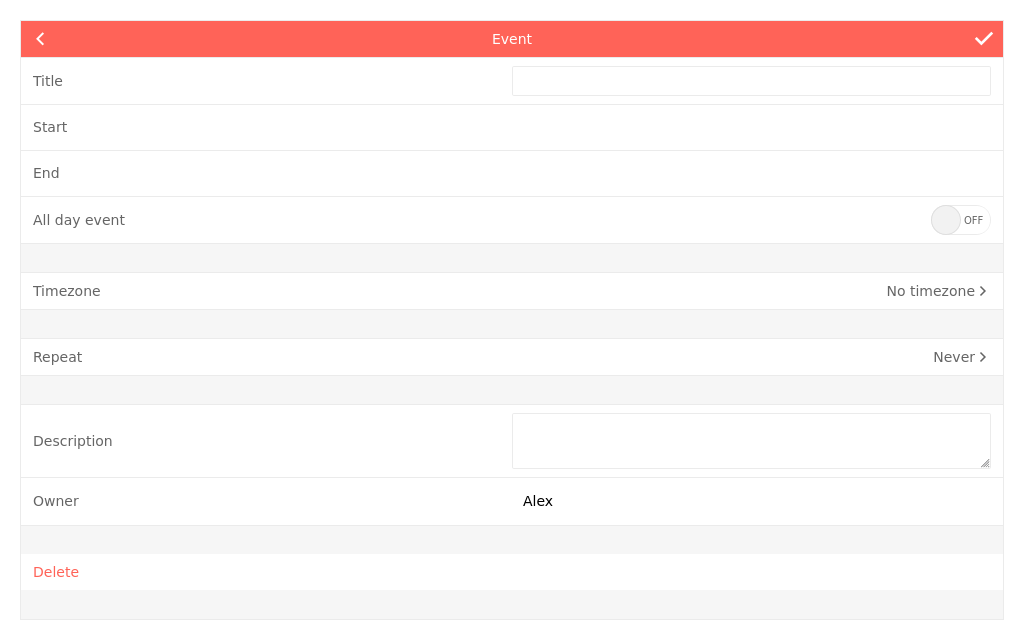 Event
Title
Start
End
All day event OFF
Timezone No timezone
Repeat Never
Description
Owner Alex
Delete